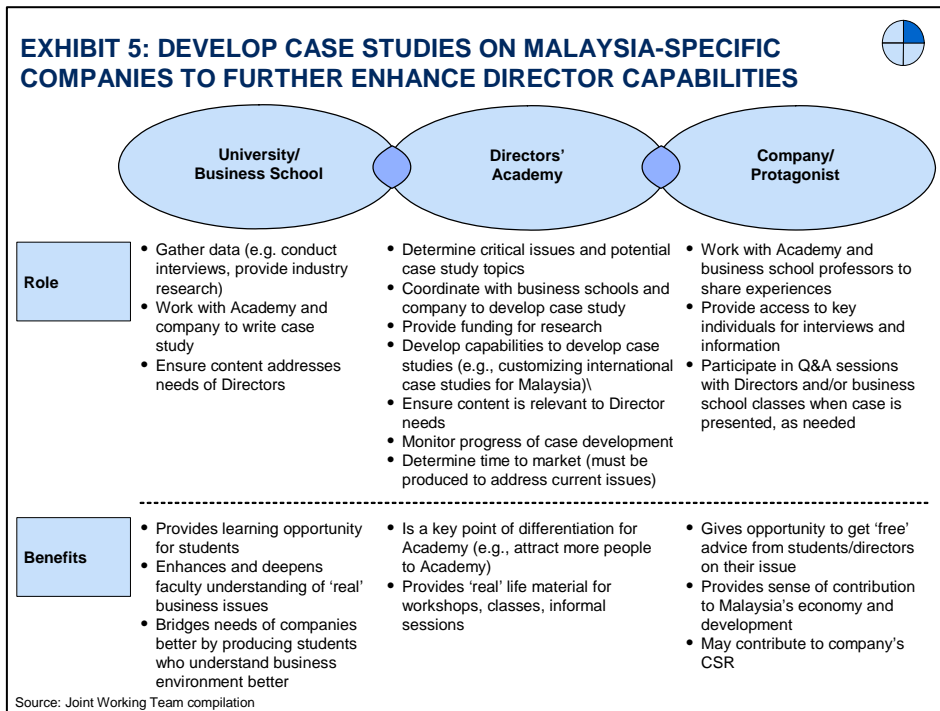 EXHIBIT 5: DEVELOP CASE STUDIES ON MALAYSIA-SPECIFIC
COMPANIES TO FURTHER ENHANCE DIRECTOR CAPABILITIES
University/
Business School
Directors'
Academy
Company/
Protagonist
Role
• Gather data (e.g. conduct
interviews, provide industry
research)
• Work with Academy and
company to write case
study
• Ensure content addresses
needs of Directors
• Determine critical issues and potential
case study topics
• Coordinate with business schools and
company to develop case study
• Provide funding for research
• Develop capabilities to develop case
studies (e.g., customizing international
case studies for Malaysia)\
• Ensure content is relevant to Director
needs
• Monitor progress of case development
• Determine time to market (must be
produced to address current issues)
• Work with Academy and
business school professors to
share experiences
• Provide access to key
individuals for interviews and
information
• Participate in Q&A sessions
with Directors and/or business
school classes when case is
presented, as needed
Benefits
• Provides learning opportunity
for students
• Enhances and deepens
faculty understanding of 'real'
business issues
• Bridges needs of companies
better by producing students
who understand business
environment better
• Is a key point of differentiation for
Academy (e.g., attract more people
to Academy)
• Provides 'real' life material for
workshops, classes, informal
sessions
• Gives opportunity to get 'free'
advice from students/directors
on their issue
• Provides sense of contribution
to Malaysia's economy and
development
• May contribute to company's
CSR
Source: Joint Working Team compilation